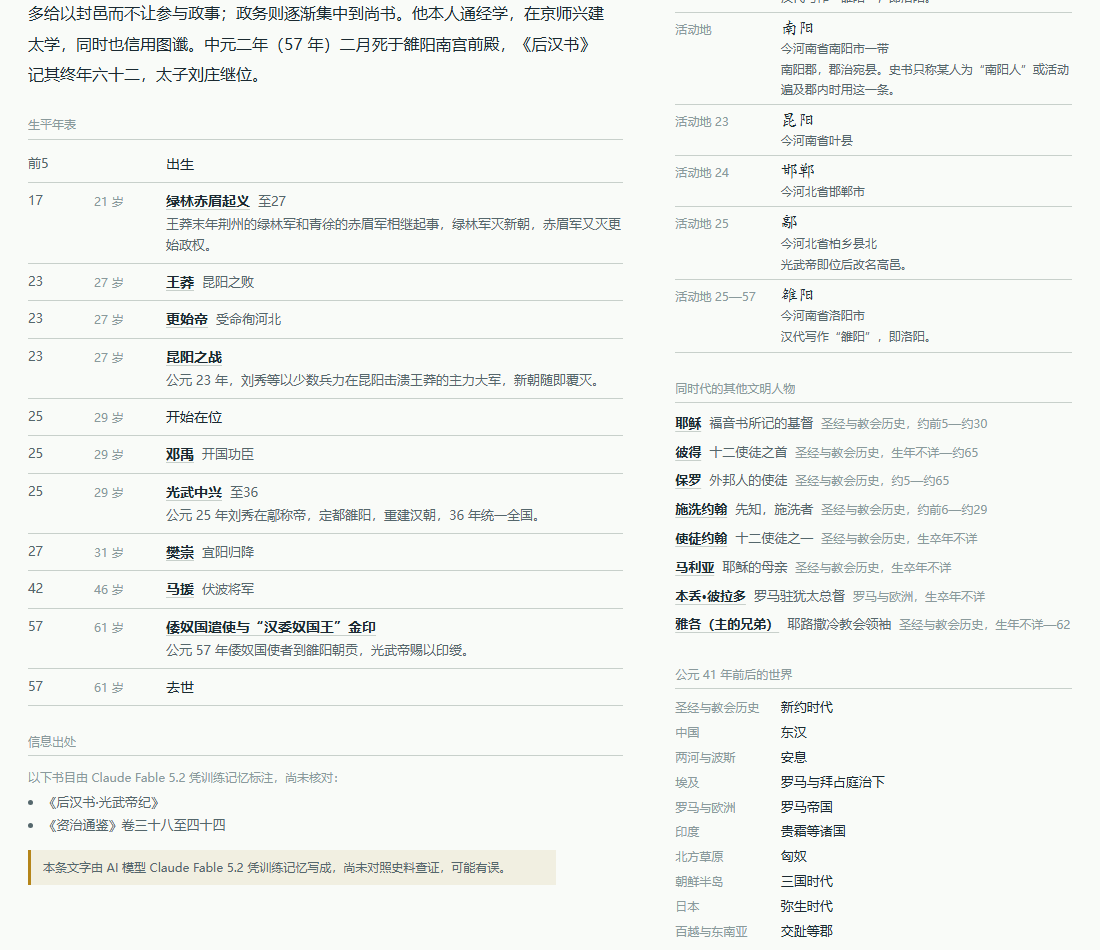 多给以封邑而不让参与政事；政务则逐渐集中到尚书。他本人通经学，在京师兴建
太学，同时也信用图谶。中元二年（57 年）二月死于雒阳南宫前殿，《后汉书》
记其终年六十二，太子刘庄继位。
生平年表
前5 出生
17 21 岁 绿林赤眉起义 至27
王莽末年荆州的绿林军和青徐的赤眉军相继起事，绿林军灭新朝，赤眉军又灭更
始政权。
23 27 岁 王莽 昆阳之败
23 27 岁 更始帝 受命徇河北
23 27 岁 昆阳之战
公元 23 年，刘秀等以少数兵力在昆阳击溃王莽的主力大军，新朝随即覆灭。
25 29 岁 开始在位
25 29 岁 邓禹 开国功臣
25 29 岁 光武中兴 至36
公元 25 年刘秀在鄗称帝，定都雒阳，重建汉朝，36 年统一全国。
27 31 岁 樊崇 宜阳归降
42 46 岁 马援 伏波将军
57 61 岁 倭奴国遣使与“汉委奴国王”金印
公元 57 年倭奴国使者到雒阳朝贡，光武帝赐以印绶。
57 61 岁 去世
信息出处
以下书目由 Claude Fable 5.2 凭训练记忆标注，尚未核对：
• 《后汉书·光武帝纪》
• 《资治通鉴》卷三十八至四十四
本条文字由 AI 模型 Claude Fable 5.2 凭训练记忆写成，尚未对照史料查证，可能有误。
活动地 南阳
今河南省南阳市一带
南阳郡，郡治宛县。史书只称某人为“南阳人”或活动
遍及郡内时用这一条。
活动地 23 昆阳
今河南省叶县
活动地 24 邯郸
今河北省邯郸市
活动地 25 鄗
今河北省柏乡县北
光武帝即位后改名高邑。
活动地 25—57 雒阳
今河南省洛阳市
汉代写作“雒阳”，即洛阳。
同时代的其他文明人物
耶稣 福音书所记的基督 圣经与教会历史，约前5—约30
彼得 十二使徒之首 圣经与教会历史，生年不详—约65
保罗 外邦人的使徒 圣经与教会历史，约5—约65
施洗约翰 先知，施洗者 圣经与教会历史，约前6—约29
使徒约翰 十二使徒之一 圣经与教会历史，生卒年不详
马利亚 耶稣的母亲 圣经与教会历史，生卒年不详
本丢·彼拉多 罗马驻犹太总督 罗马与欧洲，生卒年不详
雅各（主的兄弟） 耶路撒冷教会领袖 圣经与教会历史，生年不详—62
公元 41 年前后的世界
圣经与教会历史 新约时代
中国 东汉
两河与波斯 安息
埃及 罗马与拜占庭治下
罗马与欧洲 罗马帝国
印度 贵霜等诸国
北方草原 匈奴
朝鲜半岛 三国时代
日本 弥生时代
百越与东南亚 交趾等郡